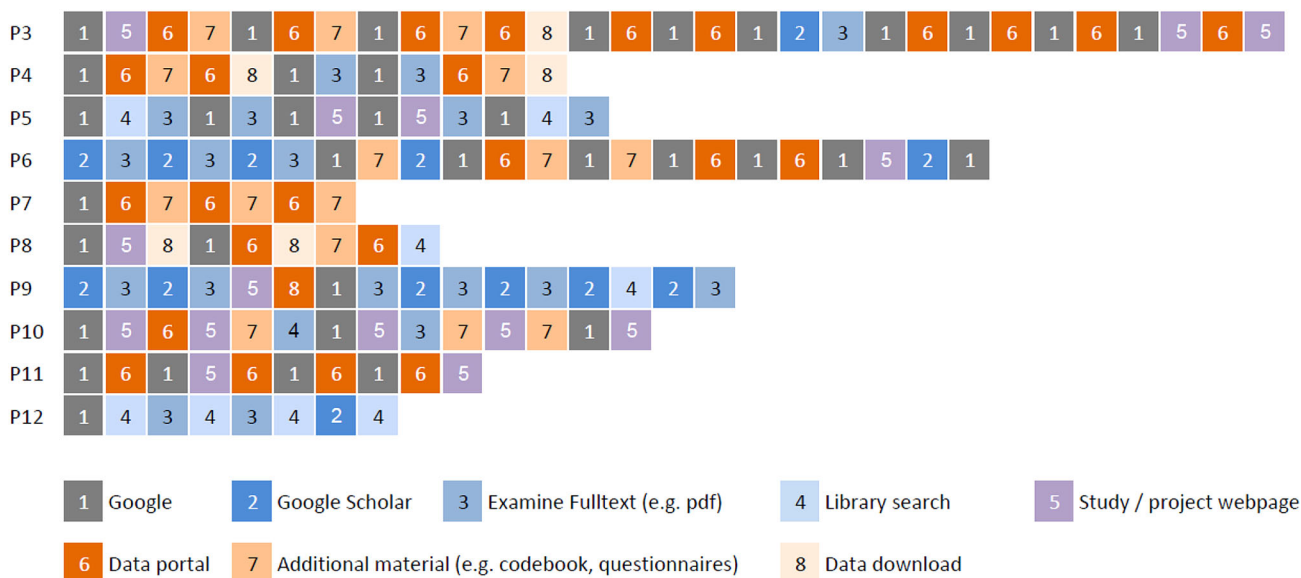 P3 1 5 6 7 1 6 7 1 6 7 6 8 1 6 1 6 1 2 3 1 6 1 6 1 6 1 5 6 5
P4 1 6 7 6 8 1 3 1 3 6 7 8
P5 1 4 3 1 3 1 5 1 5 3 1 4 3
P6 2 3 2 3 2 3 1 7 2 1 6 7 1 7 1 6 1 6 1 5 2 1
P7 1 6 7 6 7 6 7
P8 1 5 8 1 6 8 7 6 4
P9 2 3 2 3 5 8 1 3 2 3 2 3 2 4 2 3
P10 1 5 6 5 7 4 1 5 3 7 5 7 1 5
P11 1 6 1 5 6 1 6 1 6 5
P12 1 4 3 4 3 4 2 4
1 Google 2 Google Scholar 3 Examine Fulltext (e.g. pdf) 4 Library search 5 Study / project webpage
6 Data portal 7 Additional material (e.g. codebook, questionnaires) 8 Data download